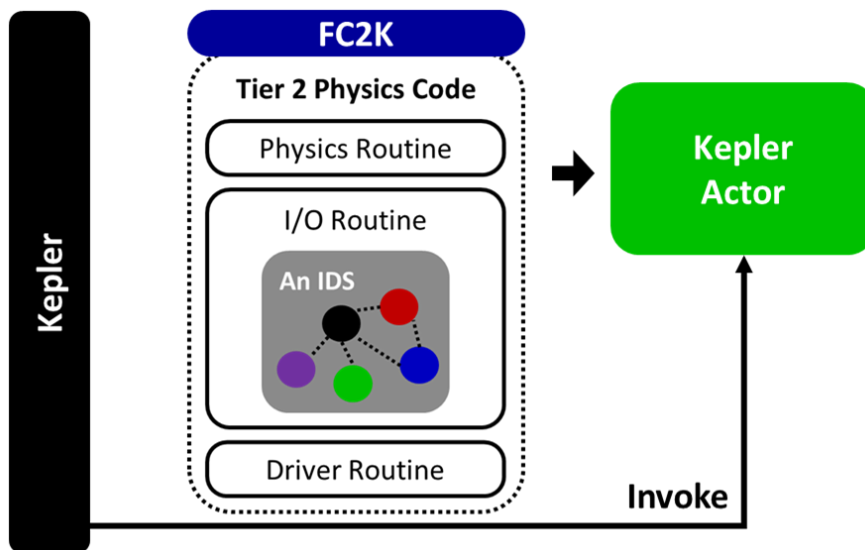 Kepler
FC2K
Tier 2 Physics Code
Physics Routine
I/O Routine
An IDS
Driver Routine
Kepler
Actor
Invoke